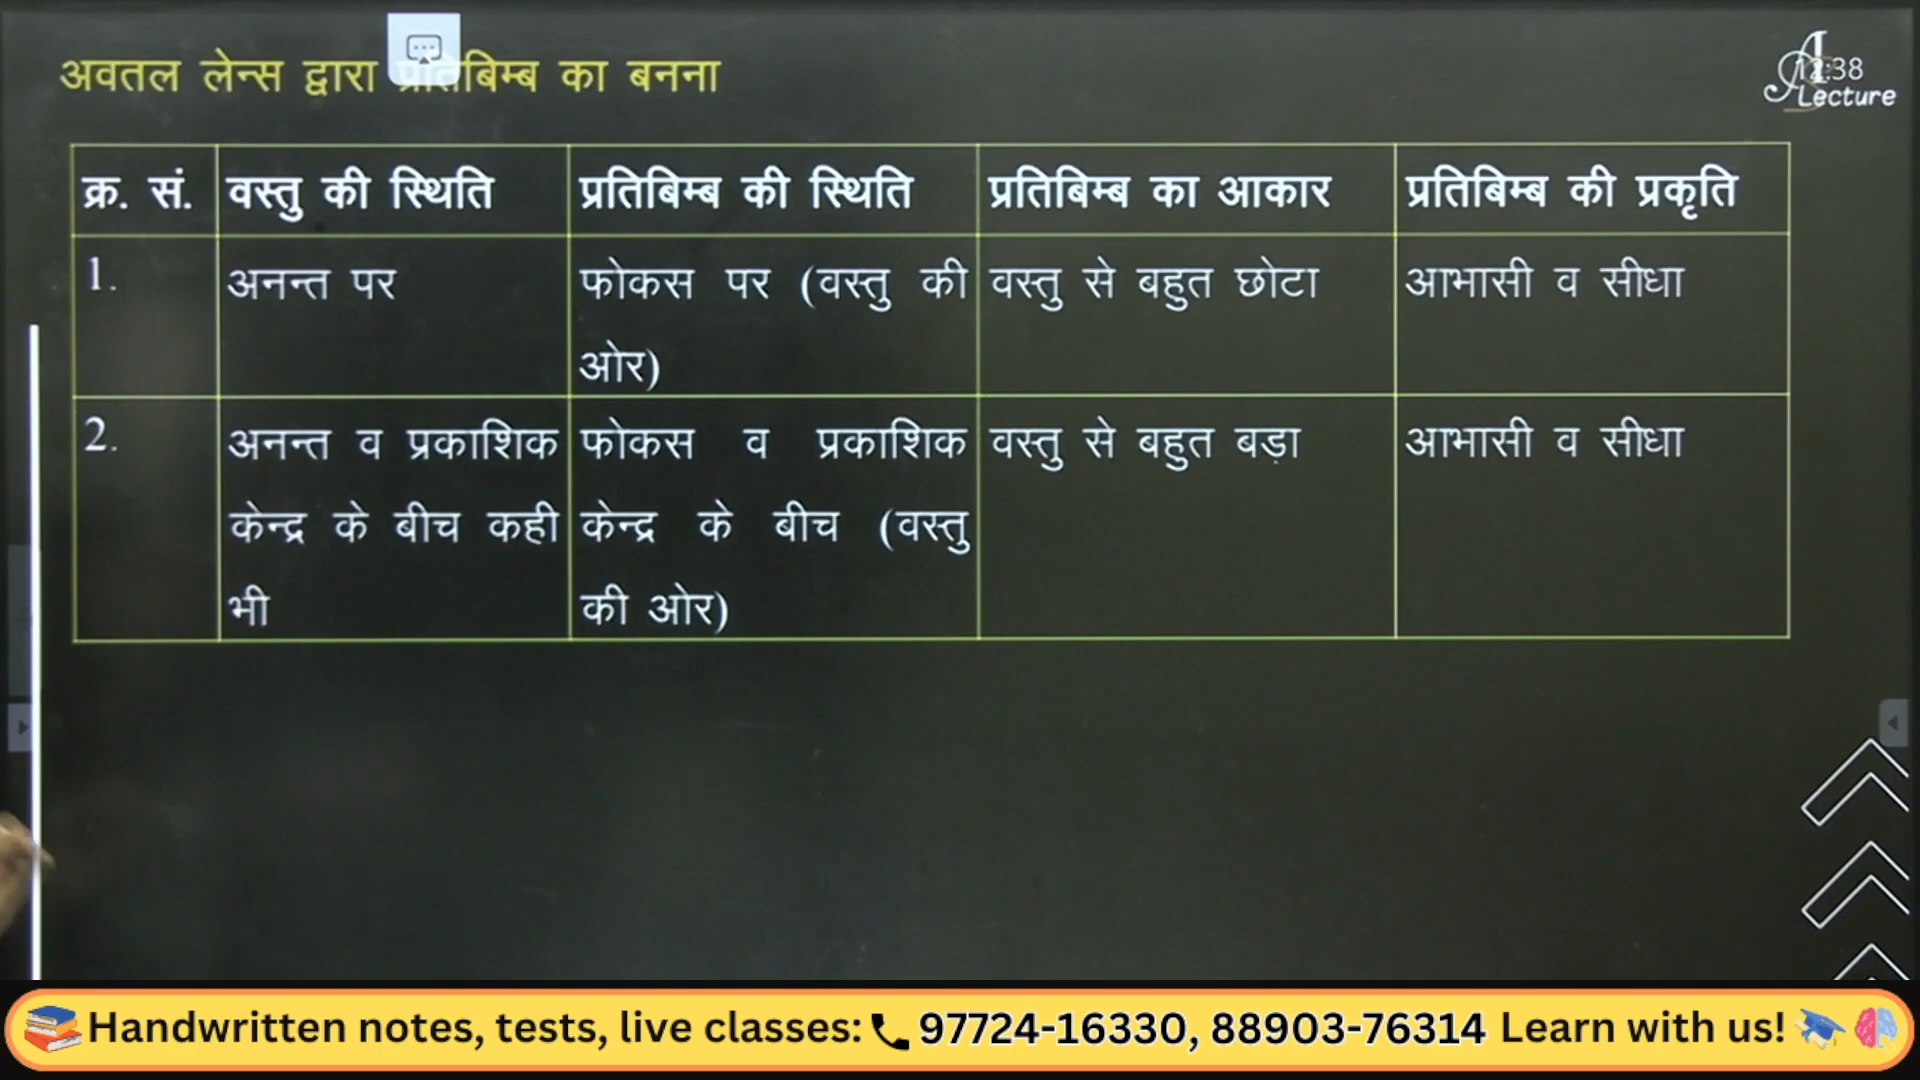 अवतल लेन्स द्वारा प्रतिबिम्ब का बनना
12:38
Lecture
क्र. सं. वस्तु की स्थिति प्रतिबिम्ब की स्थिति प्रतिबिम्ब का आकार प्रतिबिम्ब की प्रकृति
1. अनन्त पर फोकस पर (वस्तु की वस्तु से बहुत छोटा आभासी व सीधा
ओर)
2. अनन्त व प्रकाशिक फोकस व प्रकाशिक वस्तु से बहुत बड़ा आभासी व सीधा
केन्द्र के बीच कही केन्द्र के बीच (वस्तु
भी की ओर)
Handwritten notes, tests, live classes: 97724-16330, 88903-76314 Learn with us!